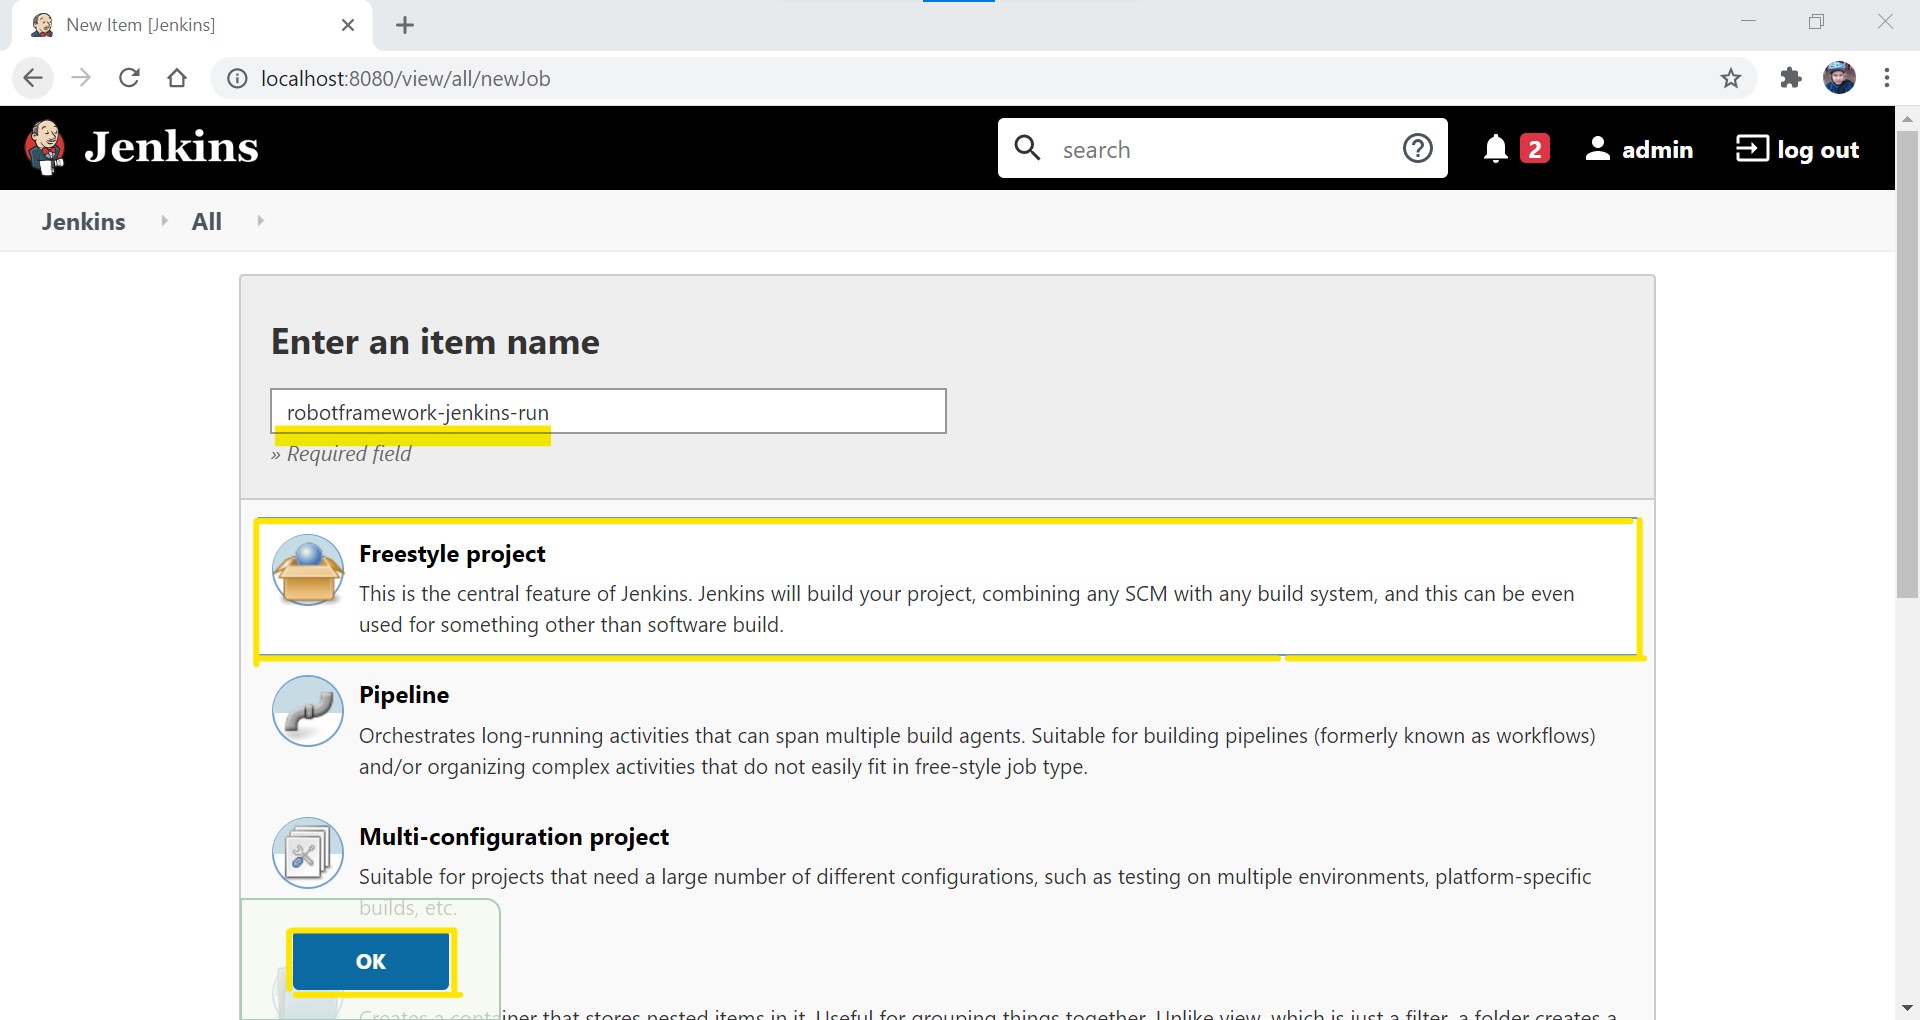 New Item [Jenkins]
localhost:8080/view/all/newJob
Jenkins
search
2
admin
log out
Jenkins
All
Enter an item name
robotframework-jenkins-run
» Required field
Freestyle project
This is the central feature of Jenkins. Jenkins will build your project, combining any SCM with any build system, and this can be even
used for something other than software build.
Pipeline
Orchestrates long-running activities that can span multiple build agents. Suitable for building pipelines (formerly known as workflows)
and/or organizing complex activities that do not easily fit in free-style job type.
Multi-configuration project
Suitable for projects that need a large number of different configurations, such as testing on multiple environments, platform-specific
builds, etc.
OK
Creates a container that stores nested items in it. Useful for grouping things together. Unlike view, which is just a filter, a folder creates a